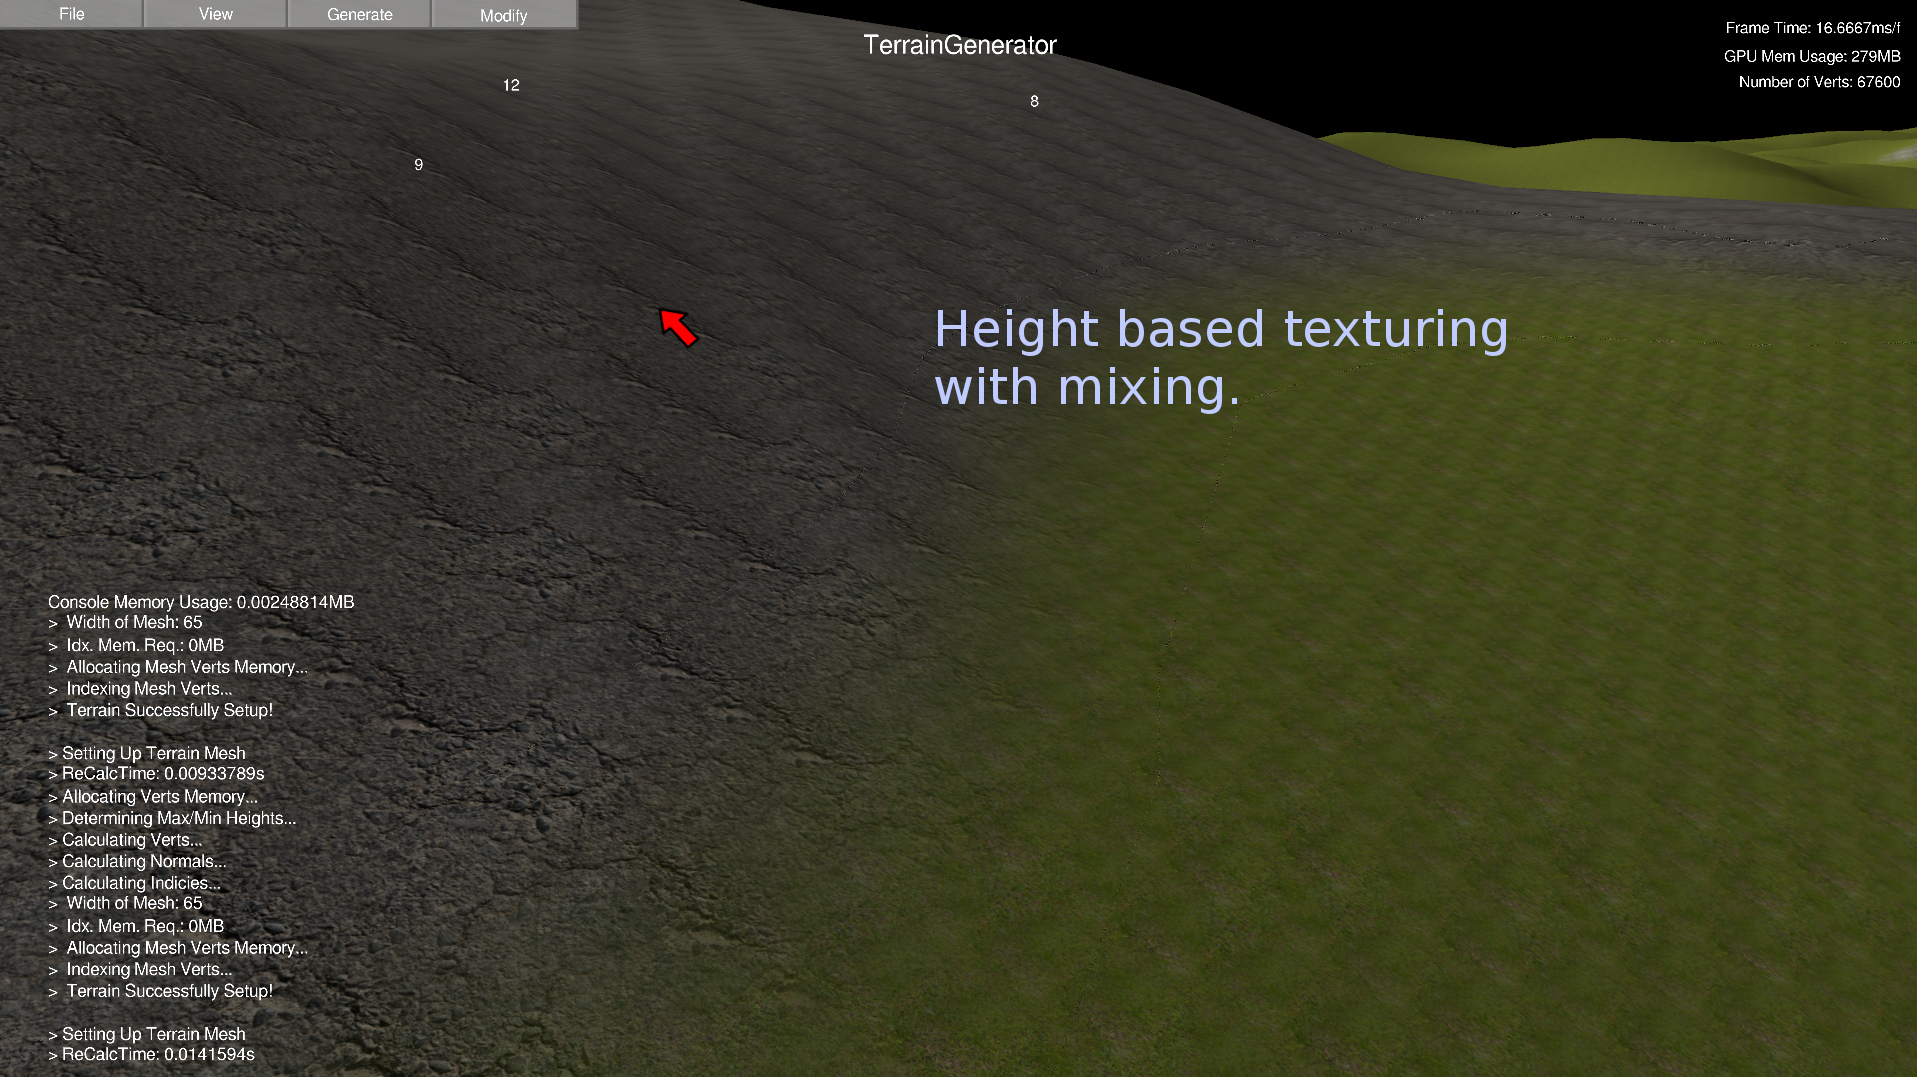 File
View
Generate
Modify
TerrainGenerator
Frame Time: 16.6667ms/f
GPU Mem Usage: 279MB
Number of Verts: 67600
12
8
9
Height based texturing
with mixing.
Console Memory Usage: 0.00248814MB
> Width of Mesh: 65
> Idx. Mem. Req.: 0MB
> Allocating Mesh Verts Memory...
> Indexing Mesh Verts...
> Terrain Successfully Setup!
> Setting Up Terrain Mesh
> ReCalcTime: 0.00933789s
> Allocating Verts Memory...
> Determining Max/Min Heights...
> Calculating Verts...
> Calculating Normals...
> Calculating Indicies...
> Width of Mesh: 65
> Idx. Mem. Req.: 0MB
> Allocating Mesh Verts Memory...
> Indexing Mesh Verts...
> Terrain Successfully Setup!
> Setting Up Terrain Mesh
> ReCalcTime: 0.0141594s